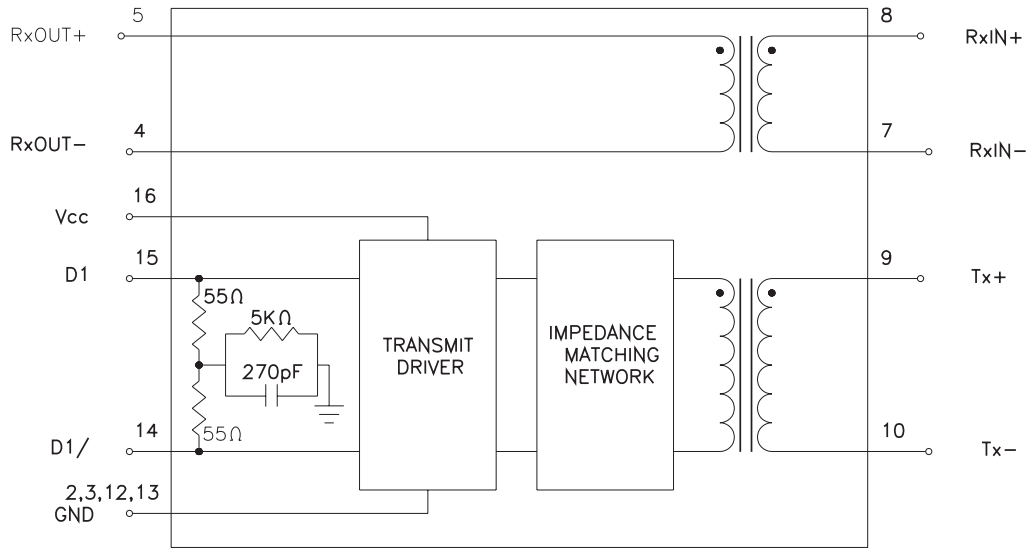 5
8
RxOUT+
RxIN+
4
7
RxOUT-
RxIN-
16
Vcc
15
9
D1
Tx+
55Ω
5KΩ
TRANSMIT
DRIVER
IMPEDANCE
MATCHING
NETWORK
270pF
55Ω
14
10
D1/
Tx-
2,3,12,13
GND